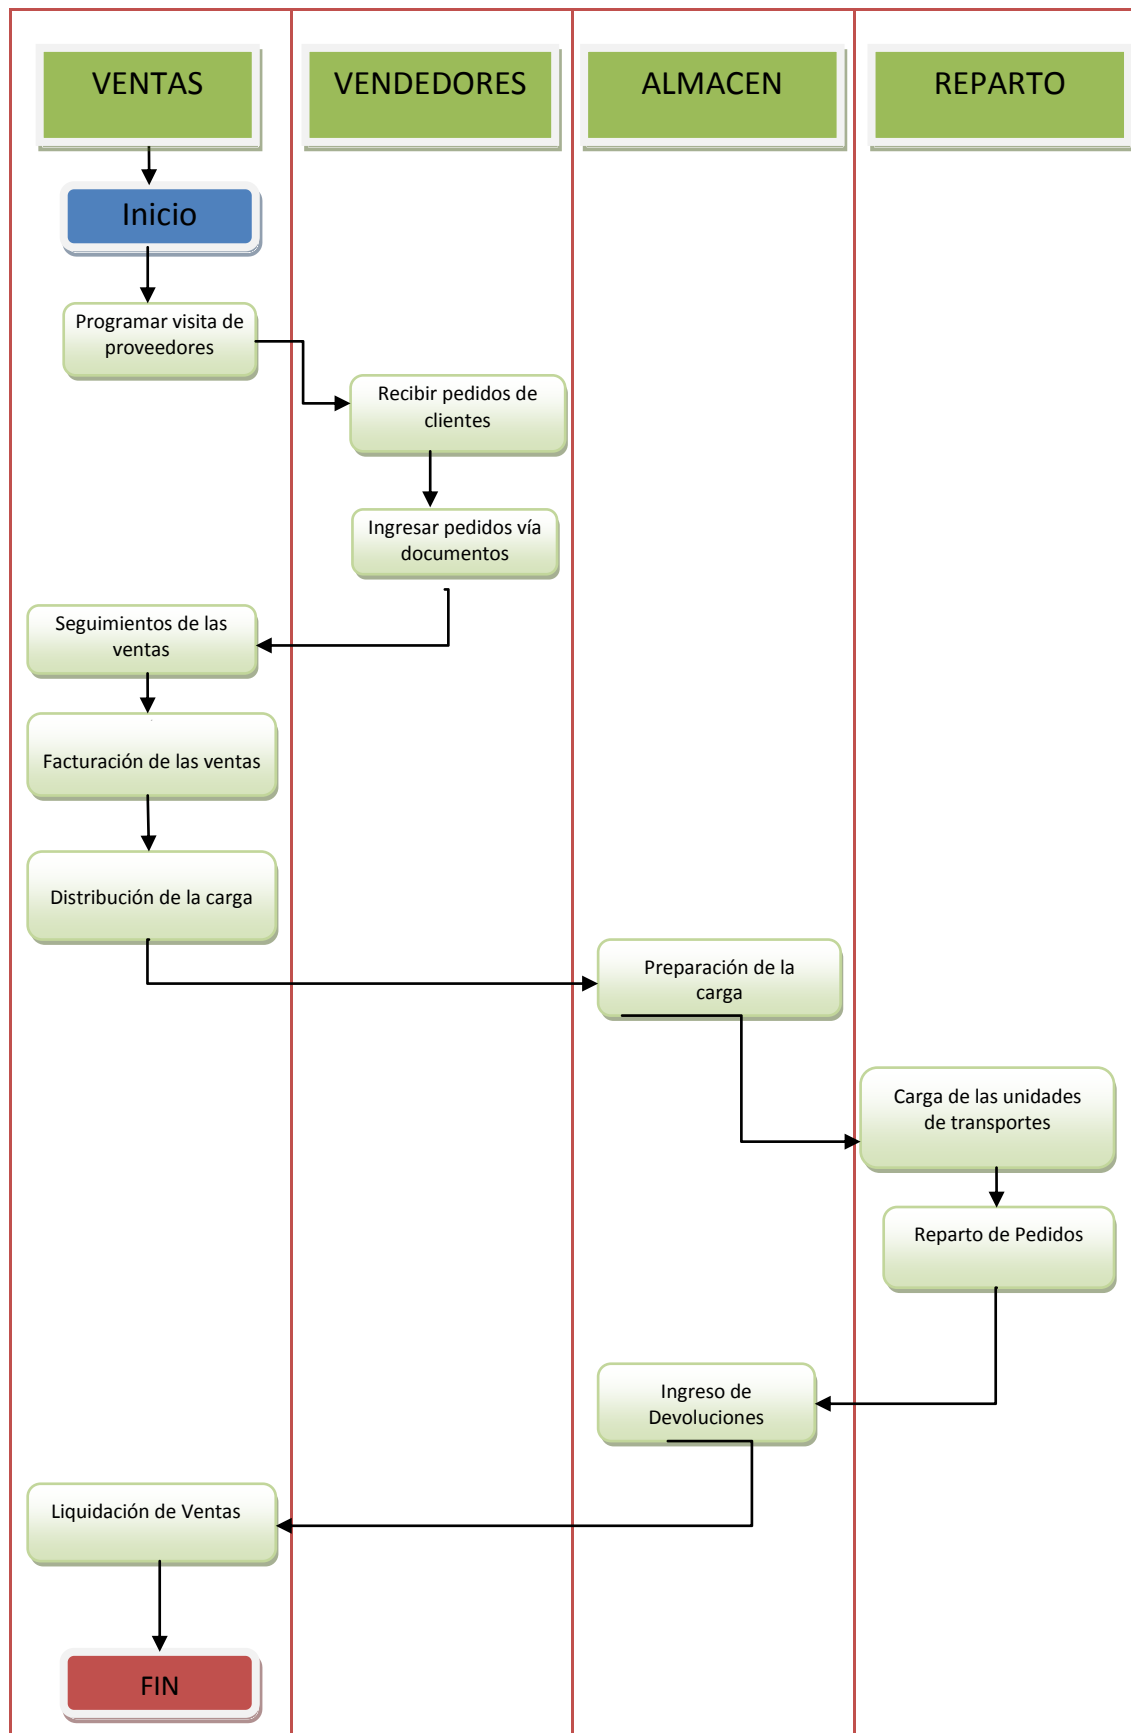 VENTAS
VENDEDORES
ALMACEN
REPARTO
Inicio
Programar visita de
proveedores
Recibir pedidos de
clientes
Ingresar pedidos vía
documentos
Seguimientos de las
ventas
Facturación de las ventas
Distribución de la carga
Preparación de la
carga
Carga de las unidades
de transportes
Reparto de Pedidos
Ingreso de
Devoluciones
Liquidación de Ventas
FIN